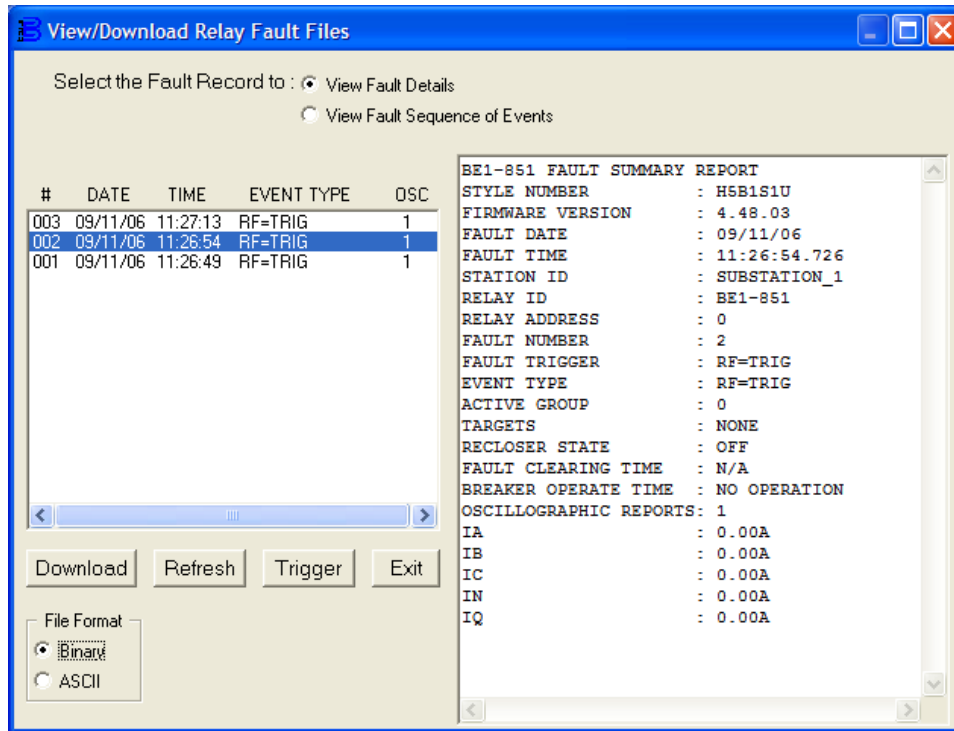 View/Download Relay Fault Files
Select the Fault Record to :
View Fault Details
View Fault Sequence of Events
# DATE TIME EVENT TYPE OSC
003 09/11/06 11:27:13 RF=TRIG 1
002 09/11/06 11:26:54 RF=TRIG 1
001 09/11/06 11:26:49 RF=TRIG 1
Download Refresh Trigger Exit
File Format
Binary
ASCII
BE1-851 FAULT SUMMARY REPORT
STYLE NUMBER : H5B1S1U
FIRMWARE VERSION : 4.48.03
FAULT DATE : 09/11/06
FAULT TIME : 11:26:54.726
STATION ID : SUBSTATION_1
RELAY ID : BE1-851
RELAY ADDRESS : 0
FAULT NUMBER : 2
FAULT TRIGGER : RF=TRIG
EVENT TYPE : RF=TRIG
ACTIVE GROUP : 0
TARGETS : NONE
RECLOSER STATE : OFF
FAULT CLEARING TIME : N/A
BREAKER OPERATE TIME : NO OPERATION
OSCILLOGRAPHIC REPORTS: 1
IA : 0.00A
IB : 0.00A
IC : 0.00A
IN : 0.00A
IQ : 0.00A